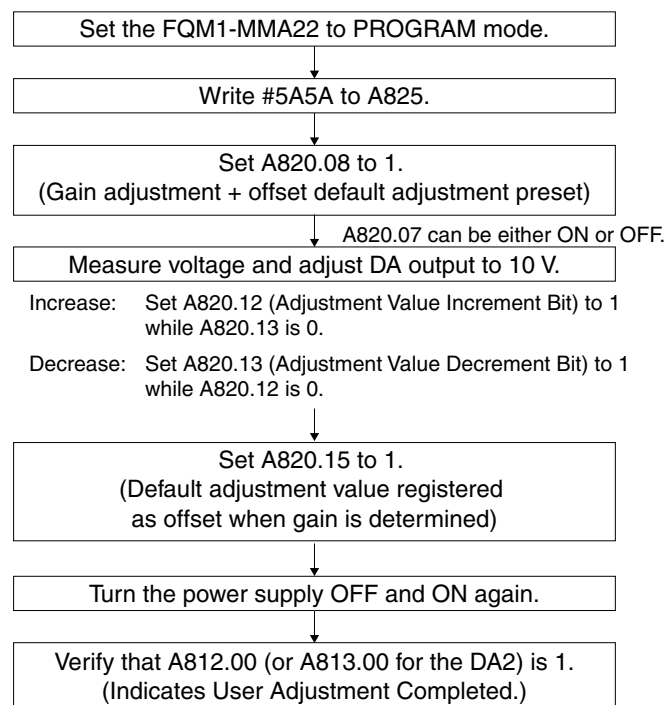 Set the FQM1-MMA22 to PROGRAM mode.
Write #5A5A to A825.
Set A820.08 to 1.
(Gain adjustment + offset default adjustment preset)
A820.07 can be either ON or OFF.
Measure voltage and adjust DA output to 10 V.
Increase: Set A820.12 (Adjustment Value Increment Bit) to 1
while A820.13 is 0.
Decrease: Set A820.13 (Adjustment Value Decrement Bit) to 1
while A820.12 is 0.
Set A820.15 to 1.
(Default adjustment value registered
as offset when gain is determined)
Turn the power supply OFF and ON again.
Verify that A812.00 (or A813.00 for the DA2) is 1.
(Indicates User Adjustment Completed.)